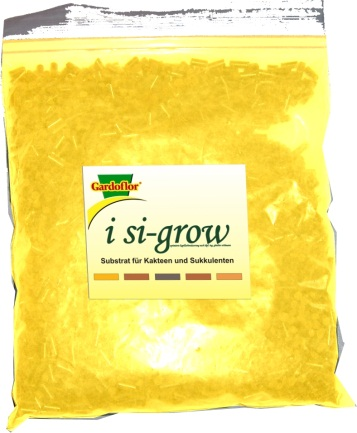 Gardoflor
i si-grow
Substrat für Kakteen und Sukkulenten